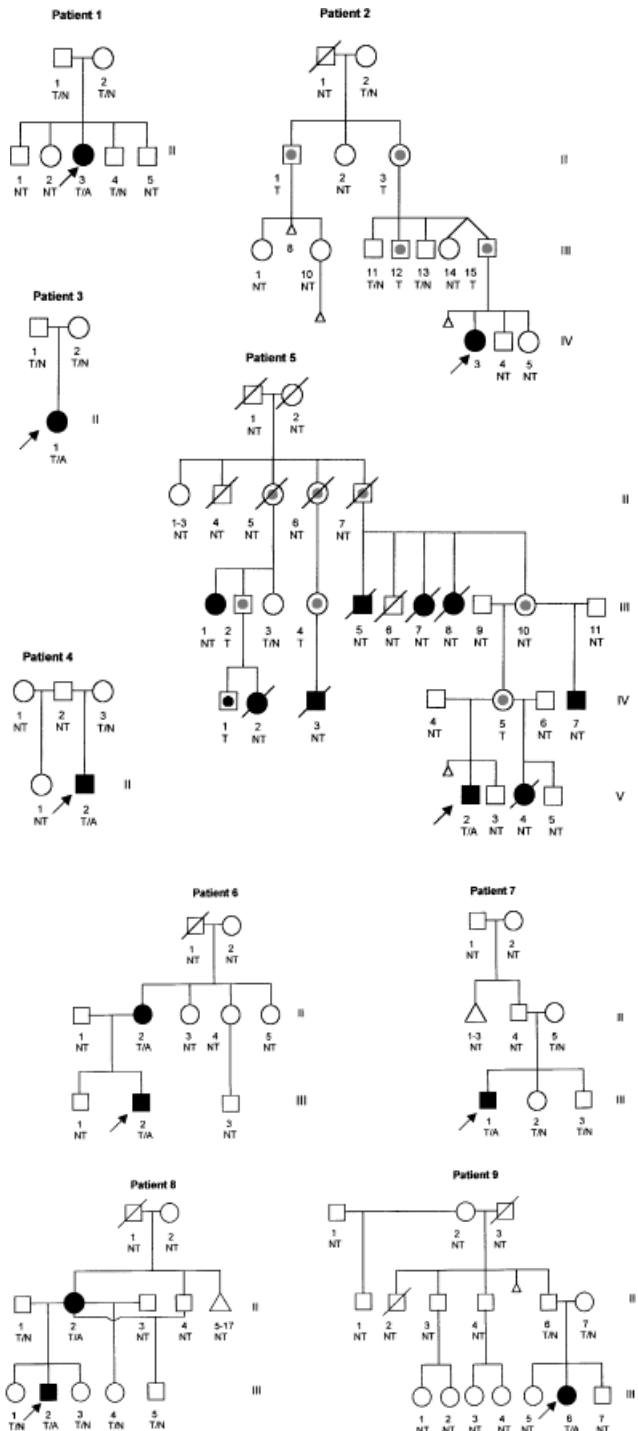 Patient 1
1 2
T/N T/N
II
1 2 3 4 5
NT NT T/A T/N NT
Patient 2
1 2
NT T/N
II
1 2 3
T NT T
8
III
1 10 11 12 13 14 15
NT NT T/N T T/N NT T
IV
3 4 5
NT NT
Patient 3
1 2
T/N T/N
II
1
T/A
Patient 5
1 2
NT NT
II
1-3 4 5 6 7
NT NT NT NT NT
III
1 2 3 4 5 6 7 8 9 10 11
NT T T/N T NT NT NT NT NT NT NT
IV
1 2 3 4 5 6 7
T NT NT NT T NT NT
V
2 3 4 5
T/A NT NT NT
Patient 4
1 2 3
NT NT T/N
II
1 2
NT T/A
Patient 6
1 2
NT NT
II
1 2 3 4 5
NT T/A NT NT NT
III
1 2 3
NT T/A NT
Patient 7
1 2
NT NT
II
1-3 4 5
NT NT T/N
III
1 2 3
T/A T/N T/N
Patient 8
1 2
NT NT
II
1 2 3 4 5-17
T/N T/A NT NT NT
III
1 2 3 4 5
T/N T/A T/N T/N T/N
Patient 9
1 2 3
NT NT NT
II
1 2 3 4 6 7
NT NT NT NT T/N T/N
III
1 2 3 4 5 6 7
NT NT NT NT NT T/A NT